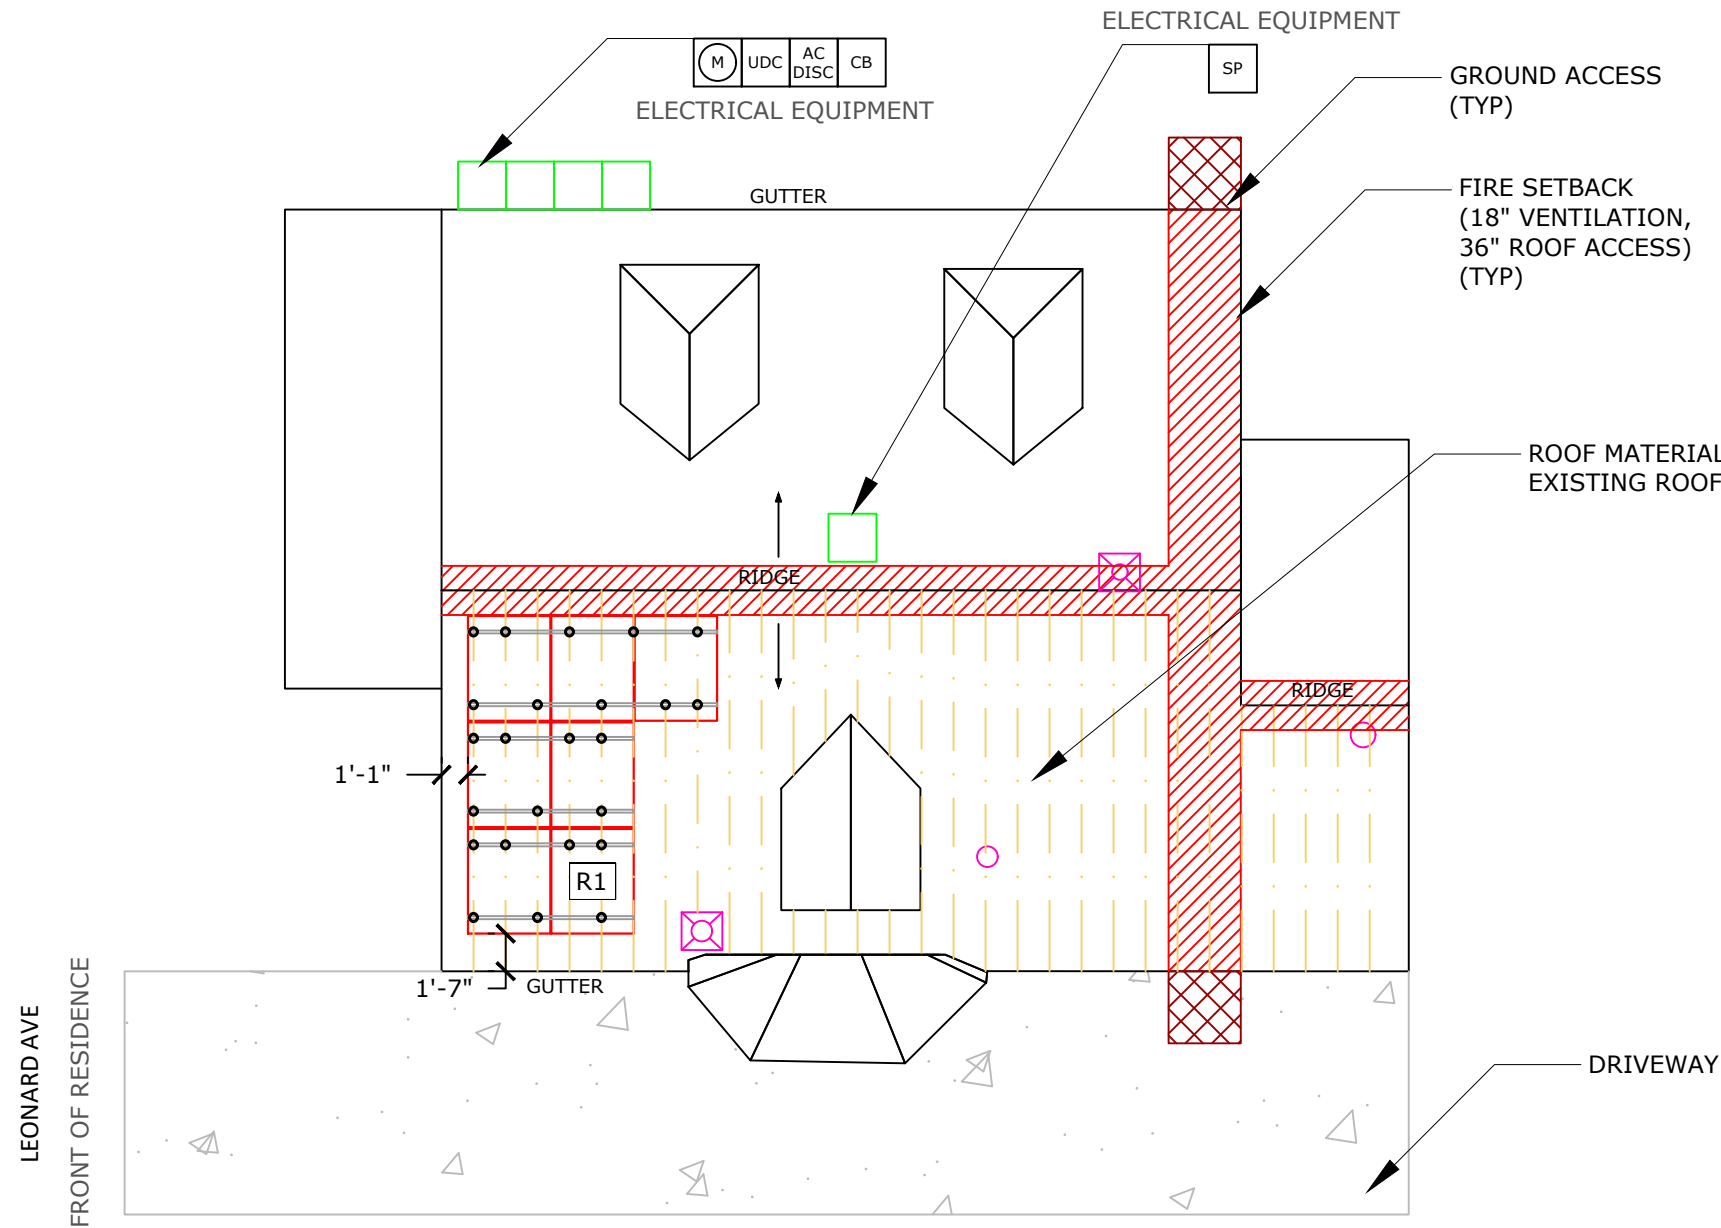 ELECTRICAL EQUIPMENT
M
UDC
AC
DISC
CB
SP
ELECTRICAL EQUIPMENT
GROUND ACCESS
(TYP)
GUTTER
FIRE SETBACK
(18" VENTILATION,
36" ROOF ACCESS)
(TYP)
ROOF MATERIAL
EXISTING ROOF
RIDGE
RIDGE
1'-1"
R1
1'-7"
GUTTER
LEONARD AVE
FRONT OF RESIDENCE
DRIVEWAY